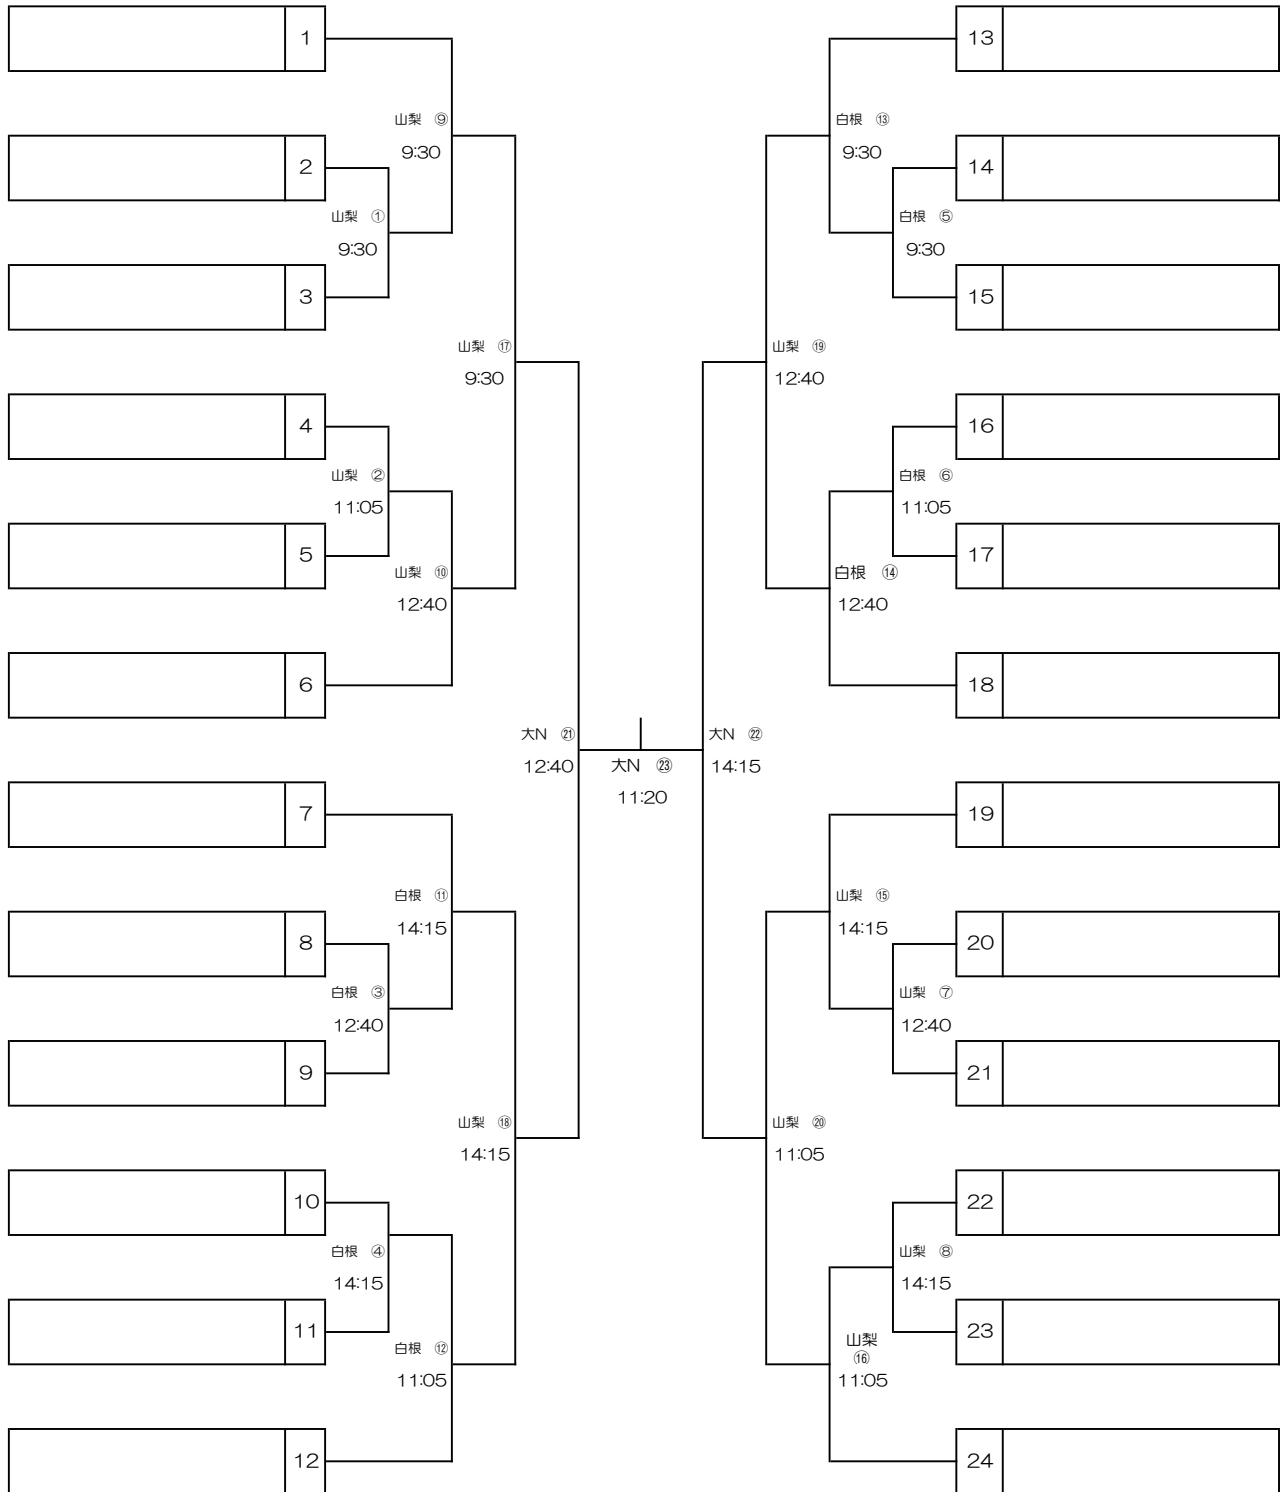 1
13
山梨 ⑨
白根 ⑬
9:30
9:30
2
14
山梨 ①
白根 ⑤
9:30
9:30
3
15
山梨 ⑰
山梨 ⑲
9:30
12:40
4
16
山梨 ②
白根 ⑥
11:05
11:05
5
17
山梨 ⑩
白根 ⑭
12:40
12:40
6
18
大N ㉑
大N ㉒
12:40
大N ㉓
14:15
11:20
7
19
白根 ⑪
山梨 ⑮
14:15
14:15
8
20
白根 ③
山梨 ⑦
12:40
12:40
9
21
山梨 ⑱
山梨 ⑳
14:15
11:05
10
22
白根 ④
山梨 ⑧
14:15
14:15
11
23
白根 ⑫
山梨
⑯
11:05
11:05
12
24